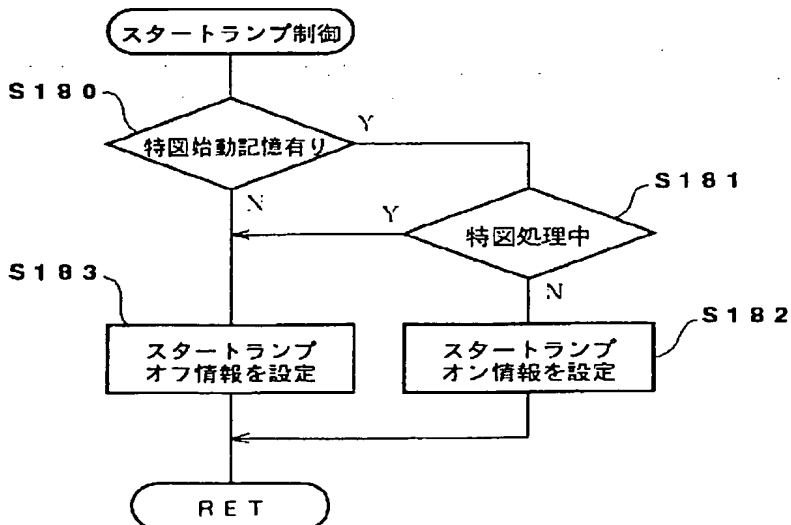 スタートランプ制御
S180
特図始動記憶有り
Y
N
S181
特図処理中
Y
N
S183
スタートランプ
オフ情報を設定
S182
スタートランプ
オン情報を設定
RET